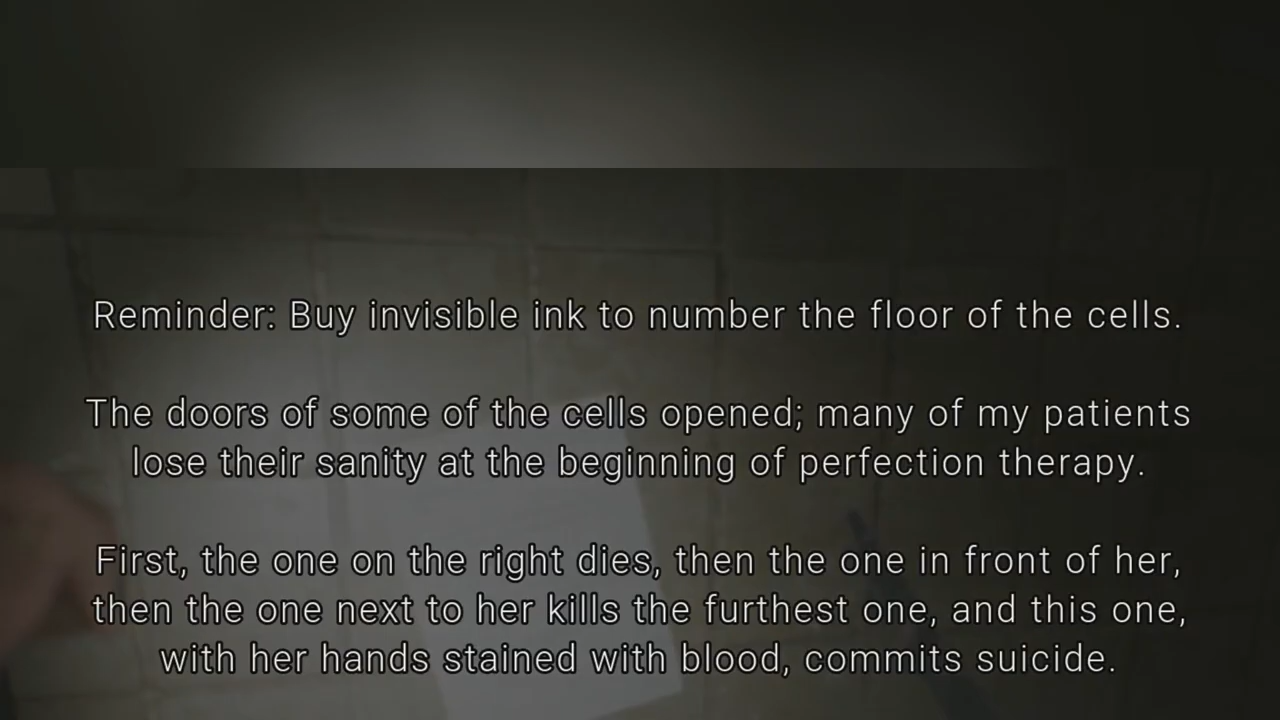 Reminder: Buy invisible ink to number the floor of the cells.
The doors of some of the cells opened; many of my patients
lose their sanity at the beginning of perfection therapy.
First, the one on the right dies, then the one in front of her,
then the one next to her kills the furthest one, and this one,
with her hands stained with blood, commits suicide.